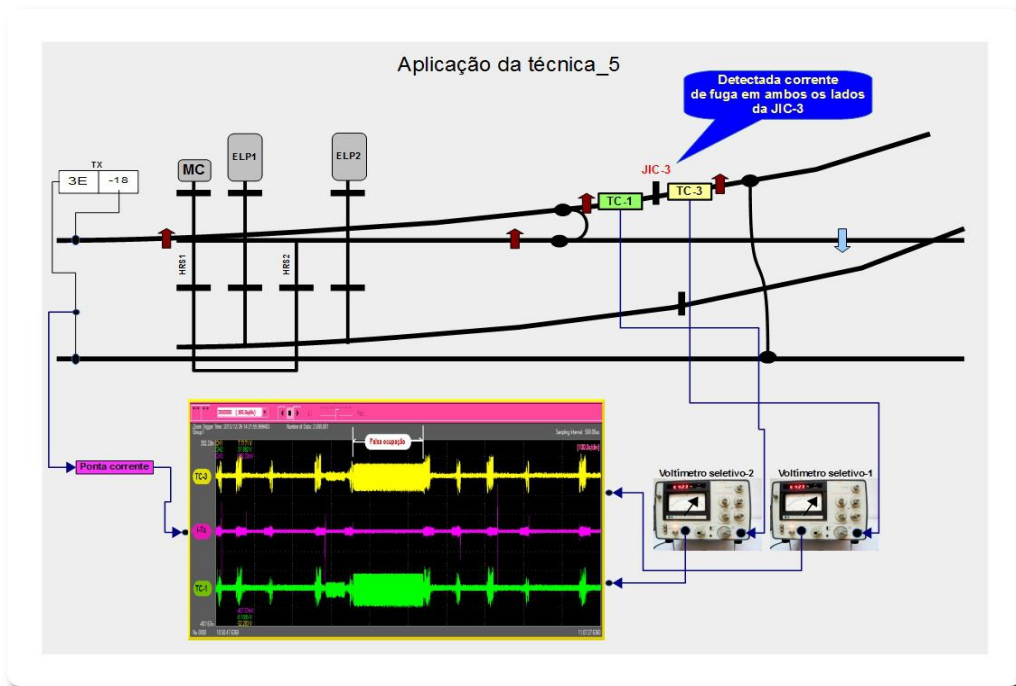 Aplicação da técnica_5
Detectada corrente
de fuga em ambos os lados
da JIC-3
TX
3E
-18
MC
ELP1
ELP2
JIC-3
TC-1
TC-3
HRS1
HRS2
Ponta corrente
Falsa ocupação
TC-3
I-Tx
TC-1
Voltímetro seletivo-2
Voltímetro seletivo-1